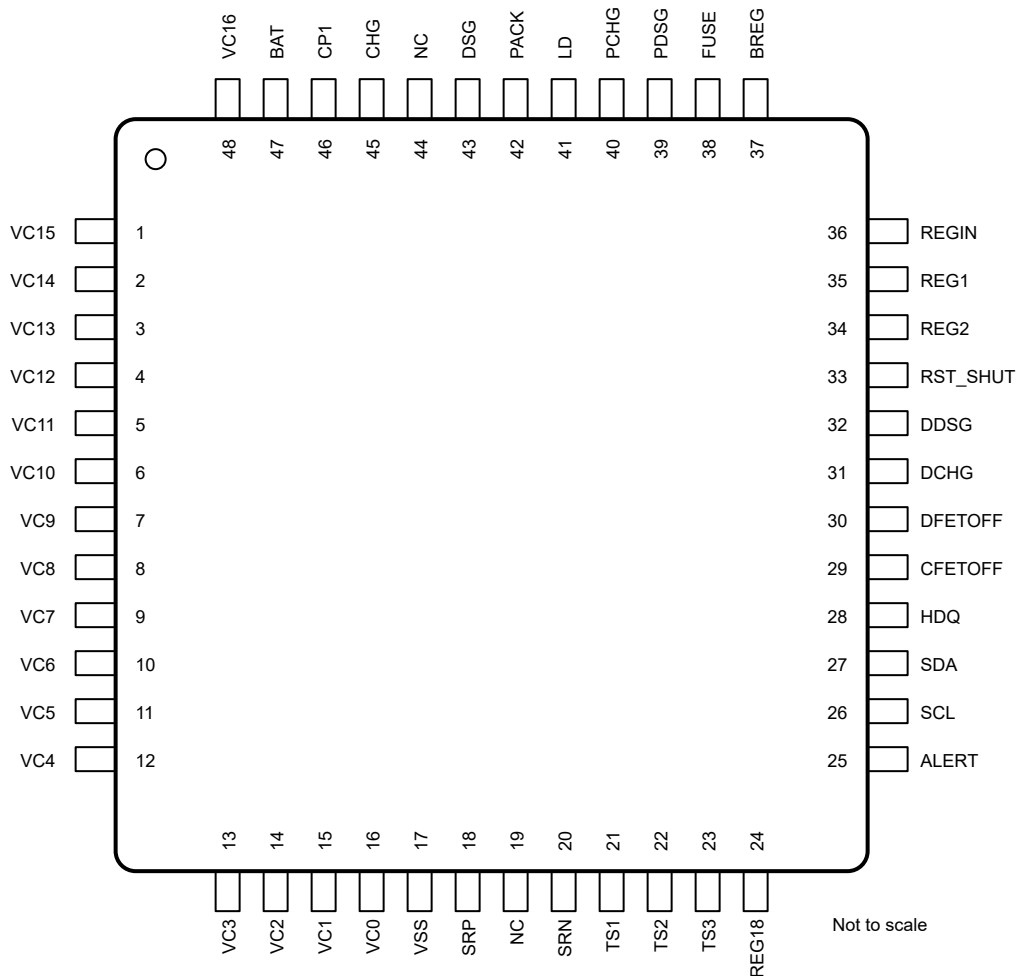 VC16 BAT CP1 CHG NC DSG PACK LD PCHG PDSG FUSE BREG
48 47 46 45 44 43 42 41 40 39 38 37
VC15 1 36 REGIN
VC14 2 35 REG1
VC13 3 34 REG2
VC12 4 33 RST_SHUT
VC11 5 32 DDSG
VC10 6 31 DCHG
VC9 7 30 DFETOFF
VC8 8 29 CFETOFF
VC7 9 28 HDQ
VC6 10 27 SDA
VC5 11 26 SCL
VC4 12 25 ALERT
13 14 15 16 17 18 19 20 21 22 23 24
VC3 VC2 VC1 VC0 VSS SRP NC SRN TS1 TS2 TS3 REG18
Not to scale